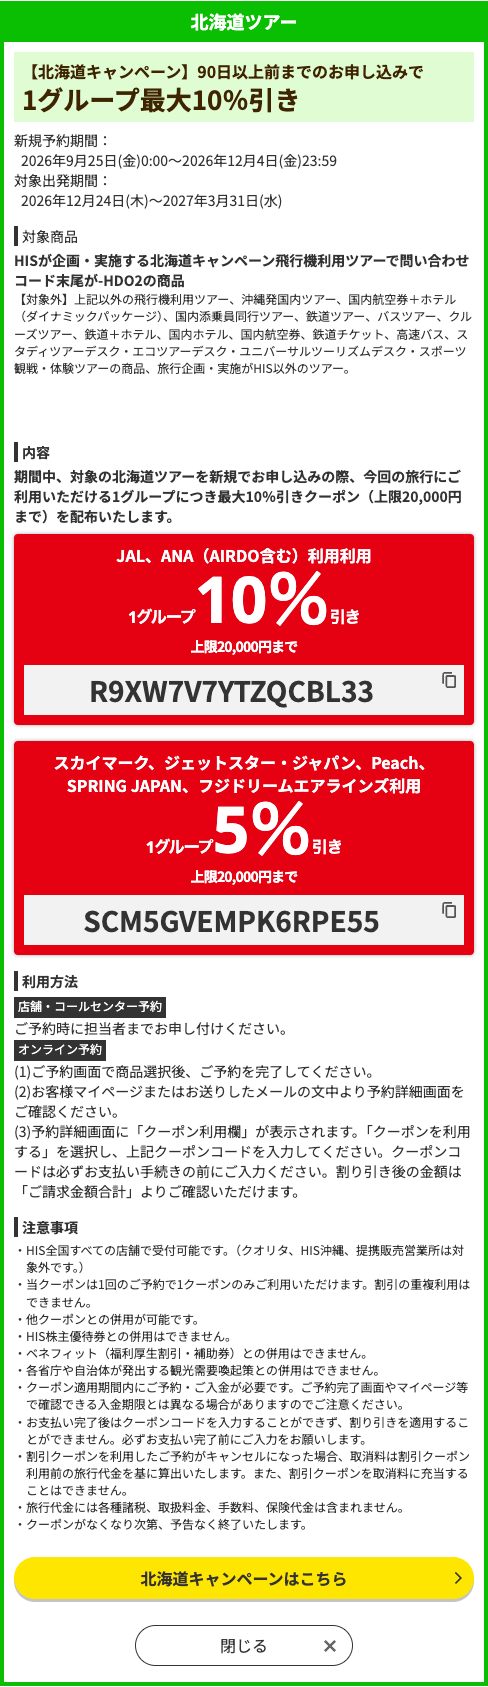 北海道ツアー
【北海道キャンペーン】90日以上前までのお申し込みで
1グループ最大10%引き
新規予約期間：
2026年9月25日(金)0:00〜2026年12月4日(金)23:59
対象出発期間：
2026年12月24日(木)〜2027年3月31日(水)
対象商品
HISが企画・実施する北海道キャンペーン飛行機利用ツアーで問い合わせ
コード末尾が-HDO2の商品
【対象外】上記以外の飛行機利用ツアー、沖縄発国内ツアー、国内航空券＋ホテル
（ダイナミックパッケージ）、国内添乗員同行ツアー、鉄道ツアー、バスツアー、クル
ーズツアー、鉄道＋ホテル、国内ホテル、国内航空券、鉄道チケット、高速バス、ス
タディツアーデスク・エコツアーデスク・ユニバーサルツーリズムデスク・スポーツ
観戦・体験ツアーの商品、旅行企画・実施がHIS以外のツアー。
内容
期間中、対象の北海道ツアーを新規でお申し込みの際、今回の旅行にご
利用いただける1グループにつき最大10%引きクーポン（上限20,000円
まで）を配布いたします。
JAL、ANA（AIRDO含む）利用利用
1グループ10%引き
上限20,000円まで
R9XW7V7YTZQCBL33
スカイマーク、ジェットスター・ジャパン、Peach、
SPRING JAPAN、フジドリームエアラインズ利用
1グループ5%引き
上限20,000円まで
SCM5GVEMPK6RPE55
利用方法
店舗・コールセンター予約
ご予約時に担当者までお申し付けください。
オンライン予約
(1)ご予約画面で商品選択後、ご予約を完了してください。
(2)お客様マイページまたはお送りしたメールの文中より予約詳細画面を
ご確認ください。
(3)予約詳細画面に「クーポン利用欄」が表示されます。「クーポンを利用
する」を選択し、上記クーポンコードを入力してください。クーポンコ
ードは必ずお支払い手続きの前にご入力ください。割り引き後の金額は
「ご請求金額合計」よりご確認いただけます。
注意事項
・HIS全国すべての店舗で受付可能です。（クオリタ、HIS沖縄、提携販売営業所は対
象外です。）
・当クーポンは1回のご予約で1クーポンのみご利用いただけます。割引の重複利用は
できません。
・他クーポンとの併用が可能です。
・HIS株主優待券との併用はできません。
・ベネフィット（福利厚生割引・補助券）との併用はできません。
・各省庁や自治体が発出する観光需要喚起策との併用はできません。
・クーポン適用期間内にご予約・ご入金が必要です。ご予約完了画面やマイページ等
で確認できる入金期限とは異なる場合がありますのでご注意ください。
・お支払い完了後はクーポンコードを入力することができず、割り引きを適用するこ
とができません。必ずお支払い完了前にご入力をお願いします。
・割引クーポンを利用したご予約がキャンセルになった場合、取消料は割引クーポン
利用前の旅行代金を基に算出いたします。また、割引クーポンを取消料に充当する
ことはできません。
・旅行代金には各種諸税、取扱料金、手数料、保険代金は含まれません。
・クーポンがなくなり次第、予告なく終了いたします。
北海道キャンペーンはこちら
閉じる